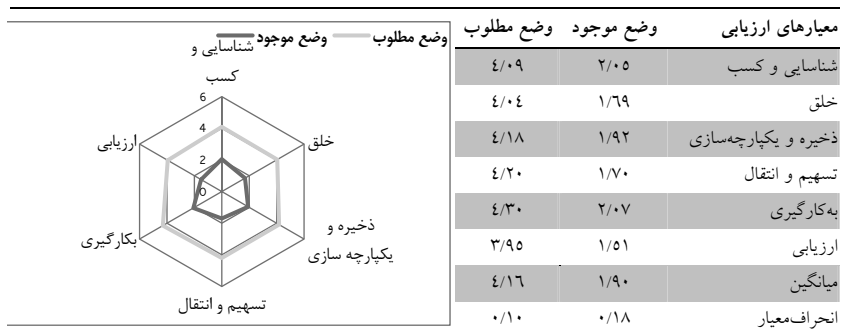 معیارهای ارزیابی وضع موجود وضع مطلوب
شناسایی و کسب ۲/۰۵ ٤/۰۹
خلق ۱/٦۹ ٤/۰٤
ذخیره و یکپارچه‌سازی ۱/۹۲ ٤/۱۸
تسهیم و انتقال ۱/۷۰ ٤/۲۰
به‌کارگیری ۲/۰۷ ٤/۳۰
ارزیابی ۱/۵۱ ۳/۹۵
میانگین ۱/۹۰ ٤/۱٦
انحراف‌معیار ۰/۱۸ ۰/۱۰
وضع مطلوب وضع موجود
شناسایی و
کسب
6
4
2
0
خلق
ذخیره و
یکپارچه سازی
تسهیم و انتقال
بکارگیری
ارزیابی